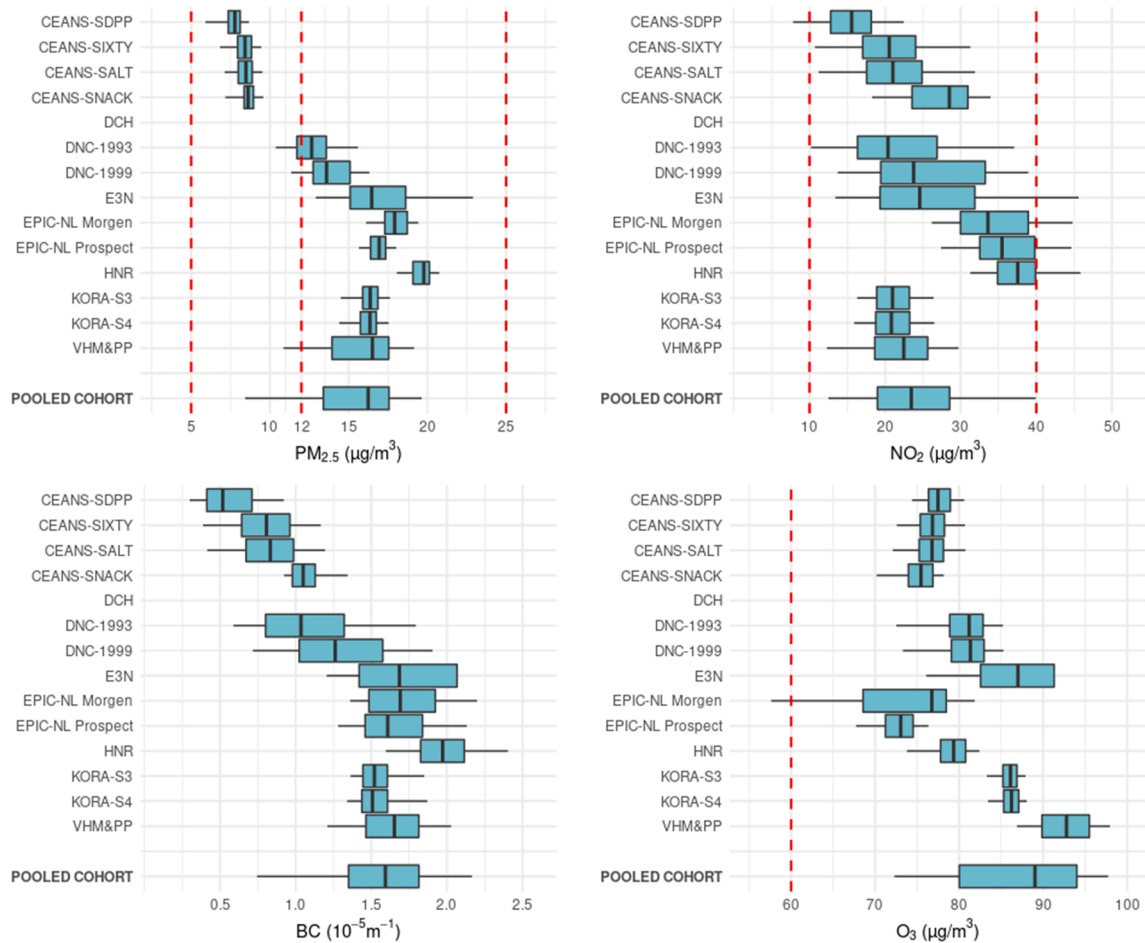 CEANS-SDPP
CEANS-SIXTY
CEANS-SALT
CEANS-SNACK
DCH
DNC-1993
DNC-1999
E3N
EPIC-NL Morgen
EPIC-NL Prospect
HNR
KORA-S3
KORA-S4
VHM&PP
POOLED COHORT
5 10 12 15 20 25
PM2.5 (µg/m³)
CEANS-SDPP
CEANS-SIXTY
CEANS-SALT
CEANS-SNACK
DCH
DNC-1993
DNC-1999
E3N
EPIC-NL Morgen
EPIC-NL Prospect
HNR
KORA-S3
KORA-S4
VHM&PP
POOLED COHORT
10 20 30 40 50
NO₂ (µg/m³)
CEANS-SDPP
CEANS-SIXTY
CEANS-SALT
CEANS-SNACK
DCH
DNC-1993
DNC-1999
E3N
EPIC-NL Morgen
EPIC-NL Prospect
HNR
KORA-S3
KORA-S4
VHM&PP
POOLED COHORT
0.5 1.0 1.5 2.0 2.5
BC (10⁻⁵m⁻¹)
CEANS-SDPP
CEANS-SIXTY
CEANS-SALT
CEANS-SNACK
DCH
DNC-1993
DNC-1999
E3N
EPIC-NL Morgen
EPIC-NL Prospect
HNR
KORA-S3
KORA-S4
VHM&PP
POOLED COHORT
60 70 80 90 100
O₃ (µg/m³)